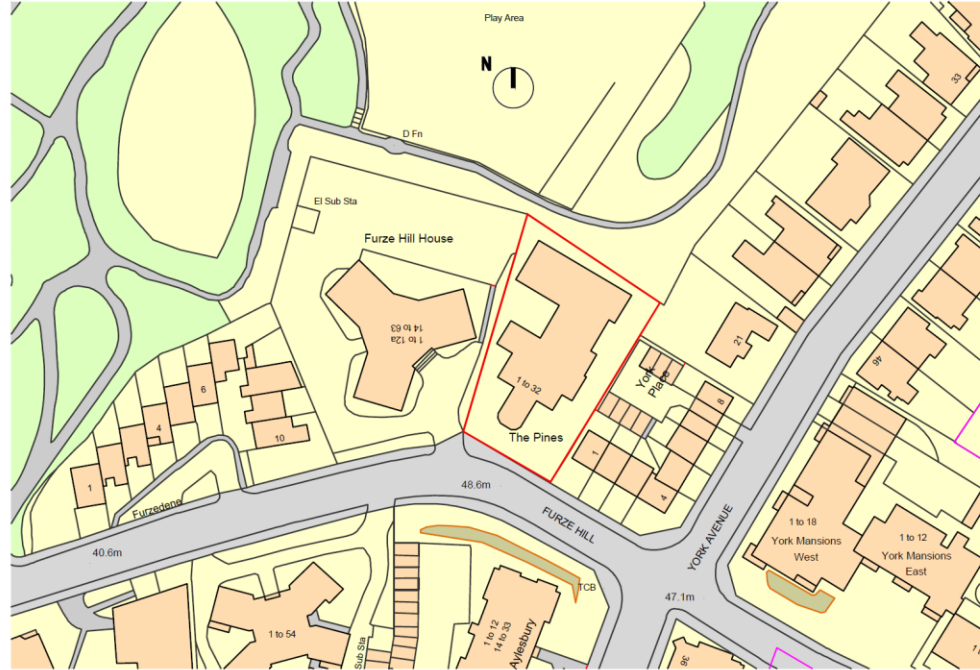 Play Area
N
33
D Fn
El Sub Sta
Furze Hill House
1 to 12a
14 to 63
21
6
York
Place
1 to 32
46
8
4
10
The Pines
1
4
1
48.6m
Furzedene
FURZE HILL
YORK AVENUE
1 to 18
York Mansions
West
1 to 12
York Mansions
East
40.6m
TCB
47.1m
1 to 54
1 to 12
14 to 33
Aylesbury
Sub Sta
36